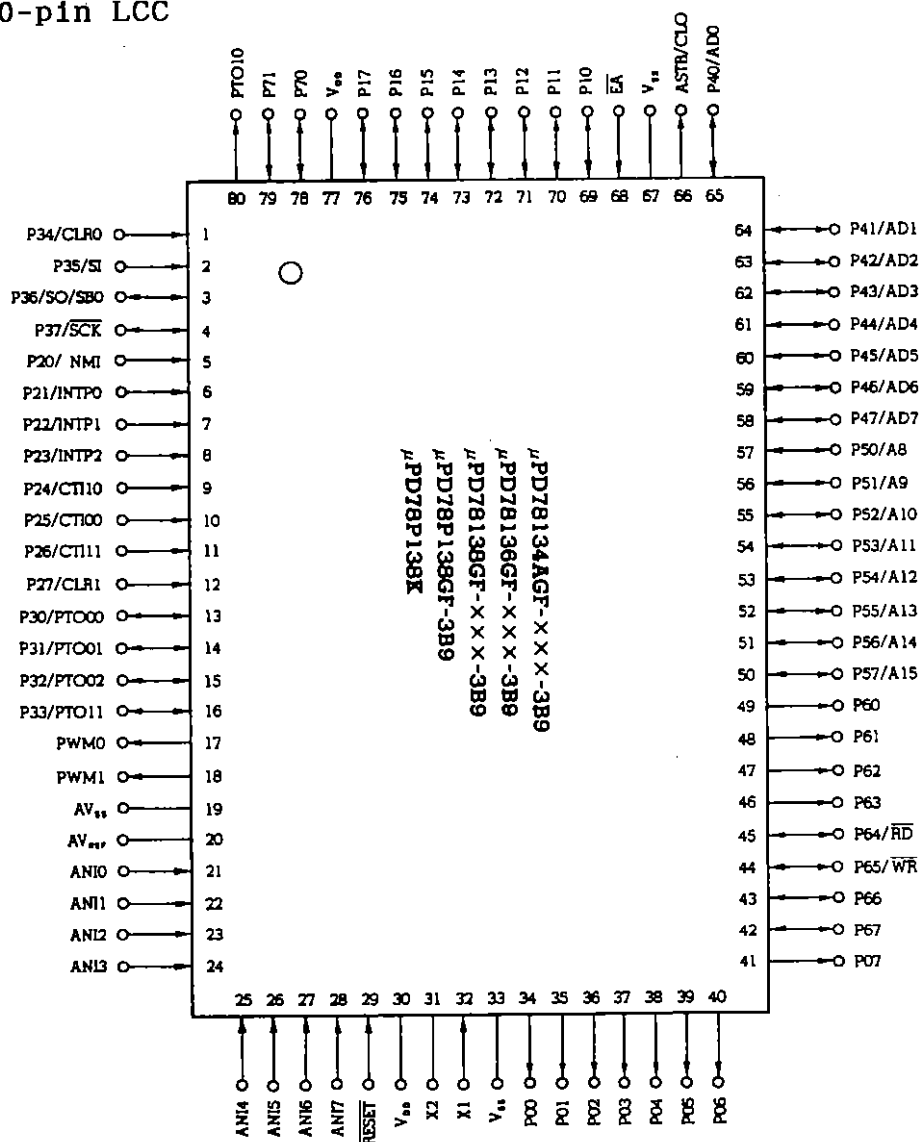 0-pin LCC
PTO10
P71
P70
P17
P16
P15
P14
P13
P12
P11
P10
EA
Vss
ASTB/CLO
P40/AD0
80 79 78 77 76 75 74 73 72 71 70 69 68 67 66 65
P34/CLR0 1
P35/SI 2
P36/SO/SB0 3
P37/SCK 4
P20/ NMI 5
P21/INTP0 6
P22/INTP1 7
P23/INTP2 8
P24/CTI10 9
P25/CTI00 10
P26/CTI11 11
P27/CLR1 12
P30/PTO00 13
P31/PTO01 14
P32/PTO02 15
P33/PTO11 16
PWM0 17
PWM1 18
AVss 19
20
ANI0 21
ANI1 22
ANI2 23
ANI3 24
μPD78134AGF-×××-3B9
μPD78136GF-×××-3B9
μPD78138GF-×××-3B9
μPD78P138GF-3B9
μPD78P138K
64 P41/AD1
63 P42/AD2
62 P43/AD3
61 P44/AD4
60 P45/AD5
59 P46/AD6
58 P47/AD7
57 P50/A8
56 P51/A9
55 P52/A10
54 P53/A11
53 P54/A12
52 P55/A13
51 P56/A14
50 P57/A15
49 P60
48 P61
47 P62
46 P63
45 P64/RD
44 P65/WR
43 P66
42 P67
41 P07
25 26 27 28 29 30 31 32 33 34 35 36 37 38 39 40
ANI4
ANI5
ANI6
ANI7
RESET
X2
X1
Vss
P00
P01
P02
P03
P04
P05
P06